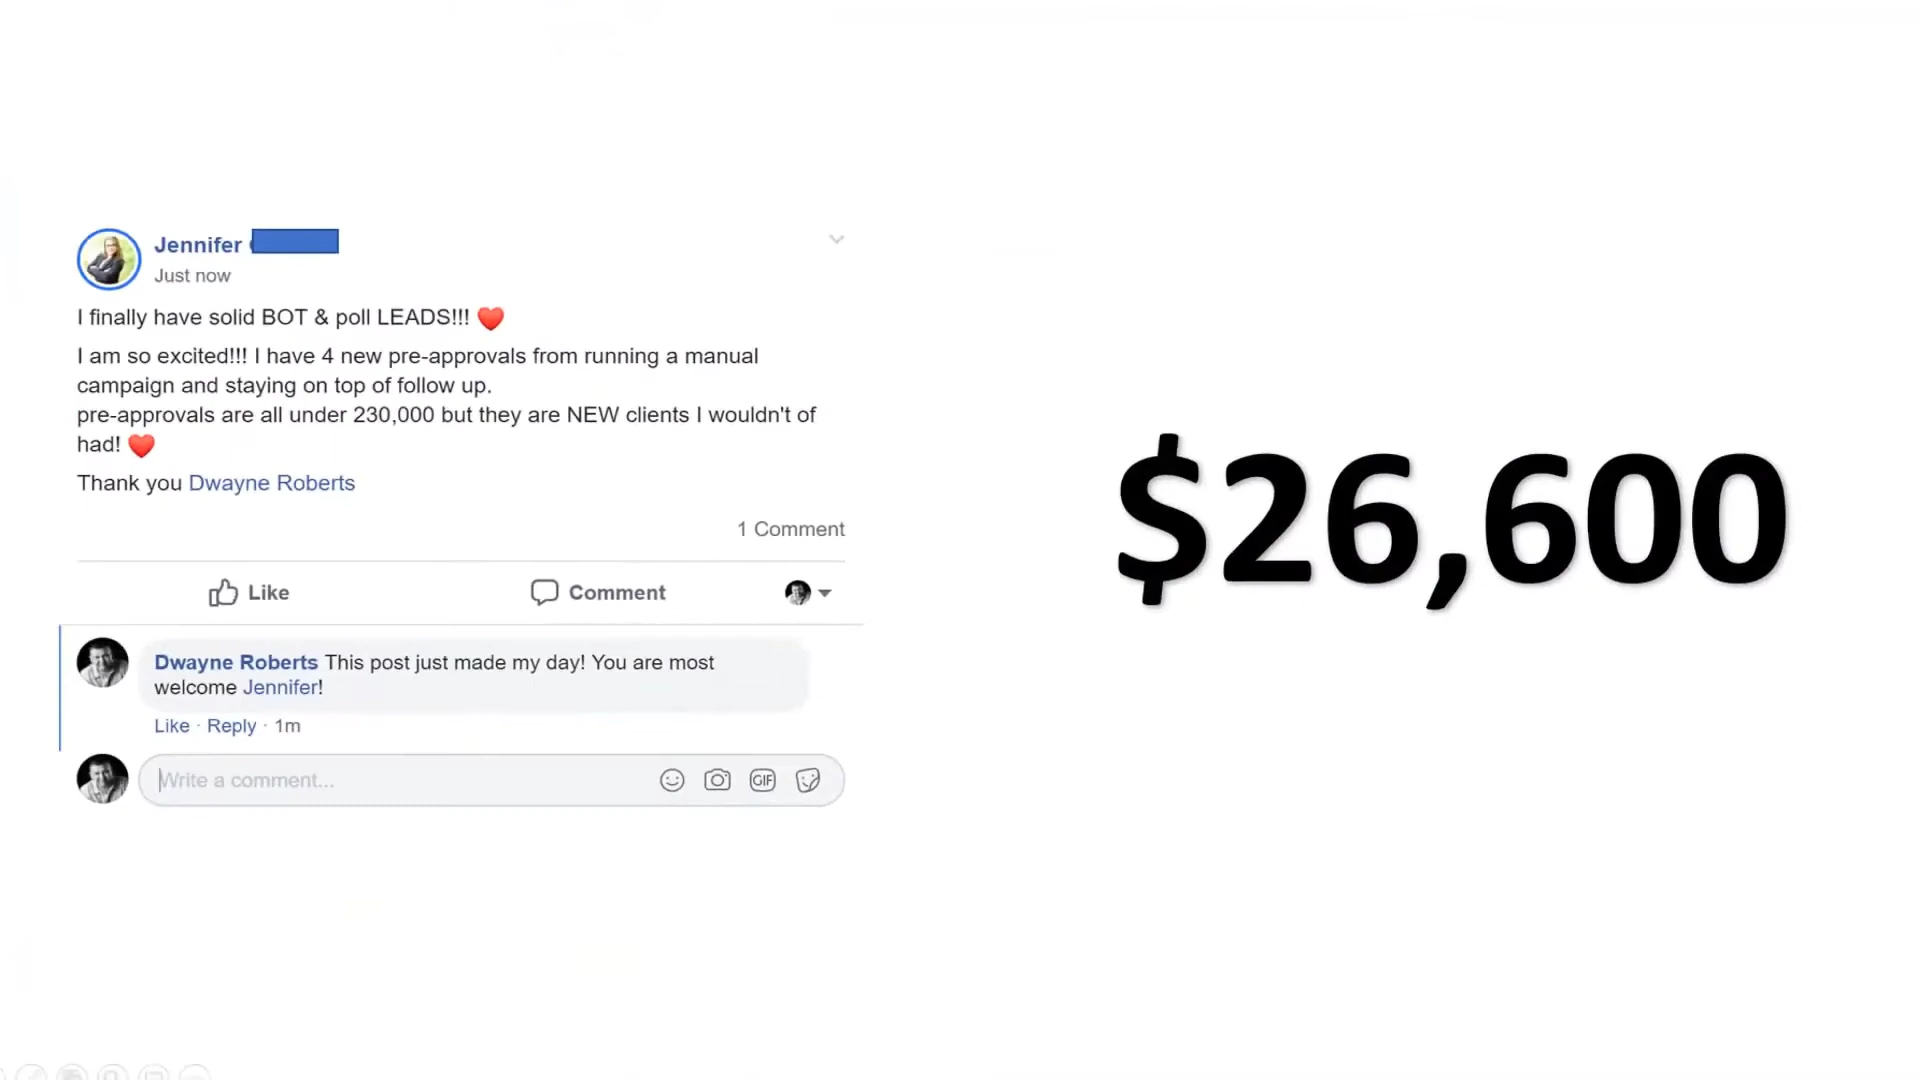 Jennifer
Just now
I finally have solid BOT & poll LEADS!!! ❤️
I am so excited!!! I have 4 new pre-approvals from running a manual
campaign and staying on top of follow up.
pre-approvals are all under 230,000 but they are NEW clients I wouldn't of
had! ❤️
Thank you Dwayne Roberts
1 Comment
Like Comment
Dwayne Roberts This post just made my day! You are most
welcome Jennifer!
Like · Reply · 1m
Write a comment...
GIF
$26,600